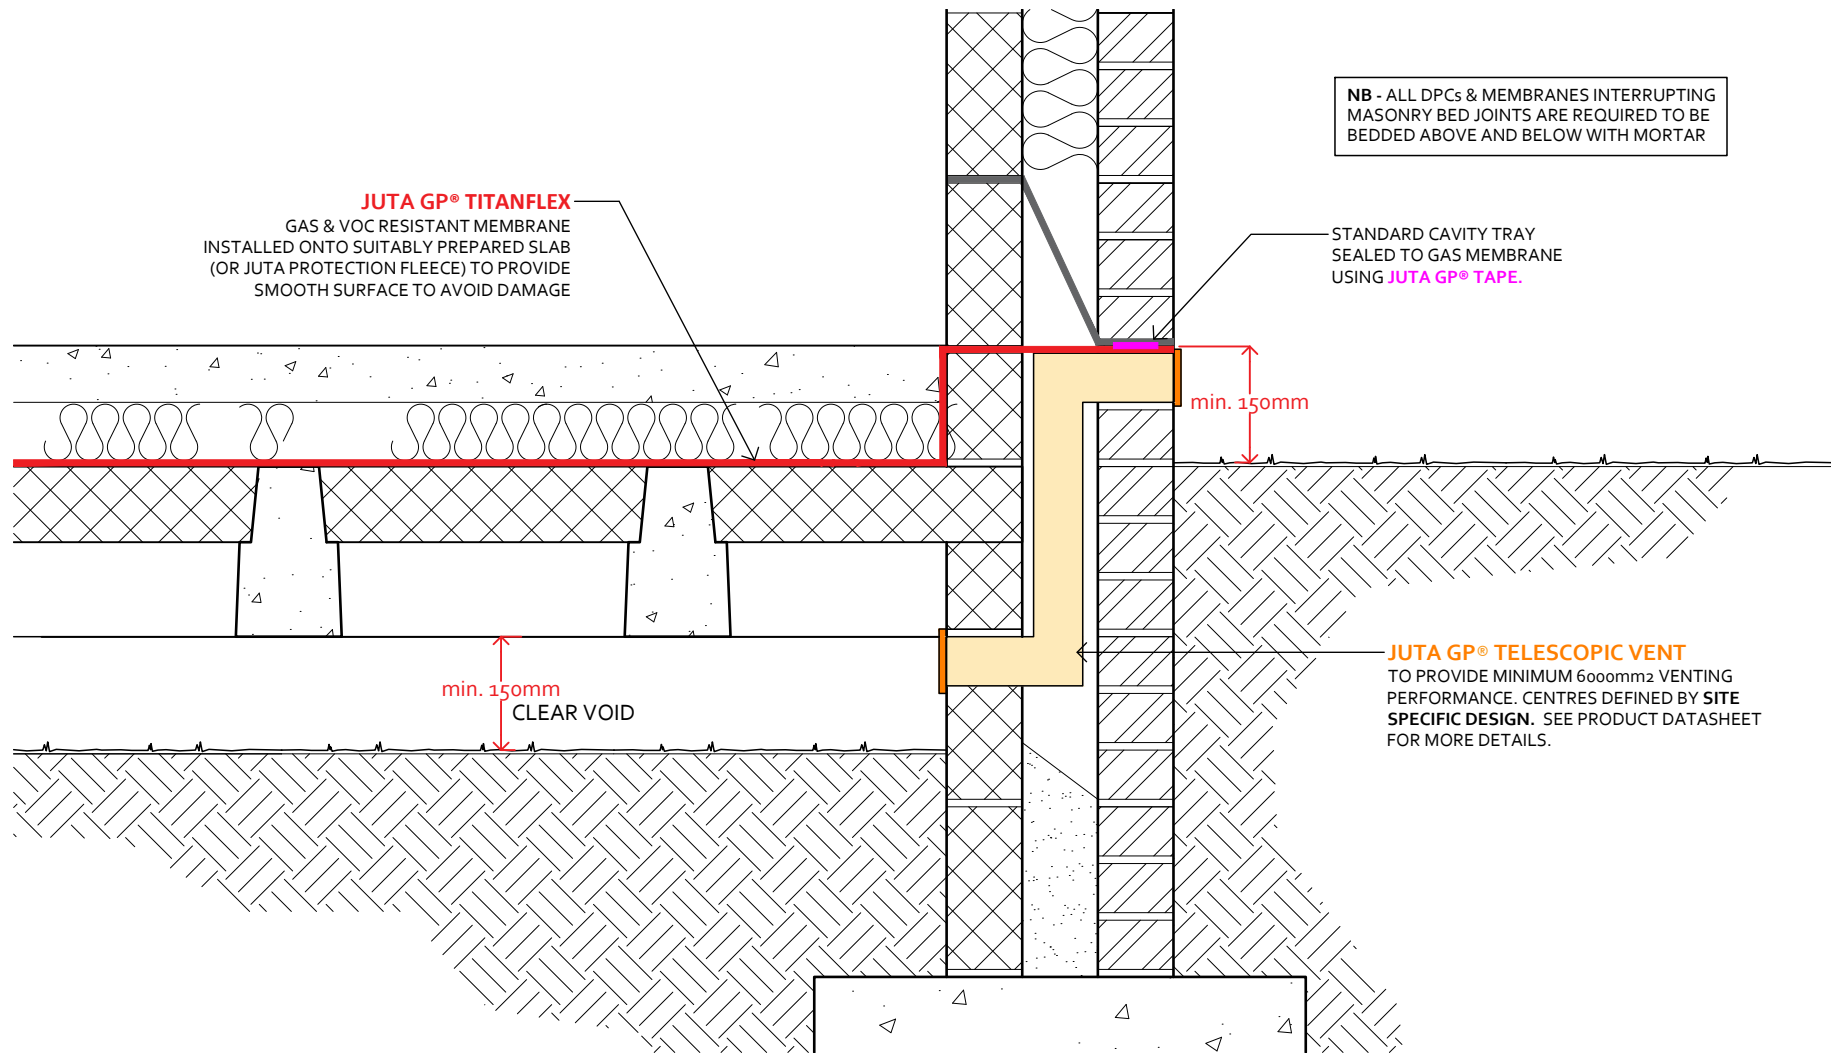 NB - ALL DPCs & MEMBRANES INTERRUPTING
MASONRY BED JOINTS ARE REQUIRED TO BE
BEDDED ABOVE AND BELOW WITH MORTAR
JUTA GP® TITANFLEX
GAS & VOC RESISTANT MEMBRANE
INSTALLED ONTO SUITABLY PREPARED SLAB
(OR JUTA PROTECTION FLEECE) TO PROVIDE
SMOOTH SURFACE TO AVOID DAMAGE
STANDARD CAVITY TRAY
SEALED TO GAS MEMBRANE
USING JUTA GP® TAPE.
min. 150mm
min. 150mm
CLEAR VOID
JUTA GP® TELESCOPIC VENT
TO PROVIDE MINIMUM 6000mm2 VENTING
PERFORMANCE. CENTRES DEFINED BY SITE
SPECIFIC DESIGN. SEE PRODUCT DATASHEET
FOR MORE DETAILS.